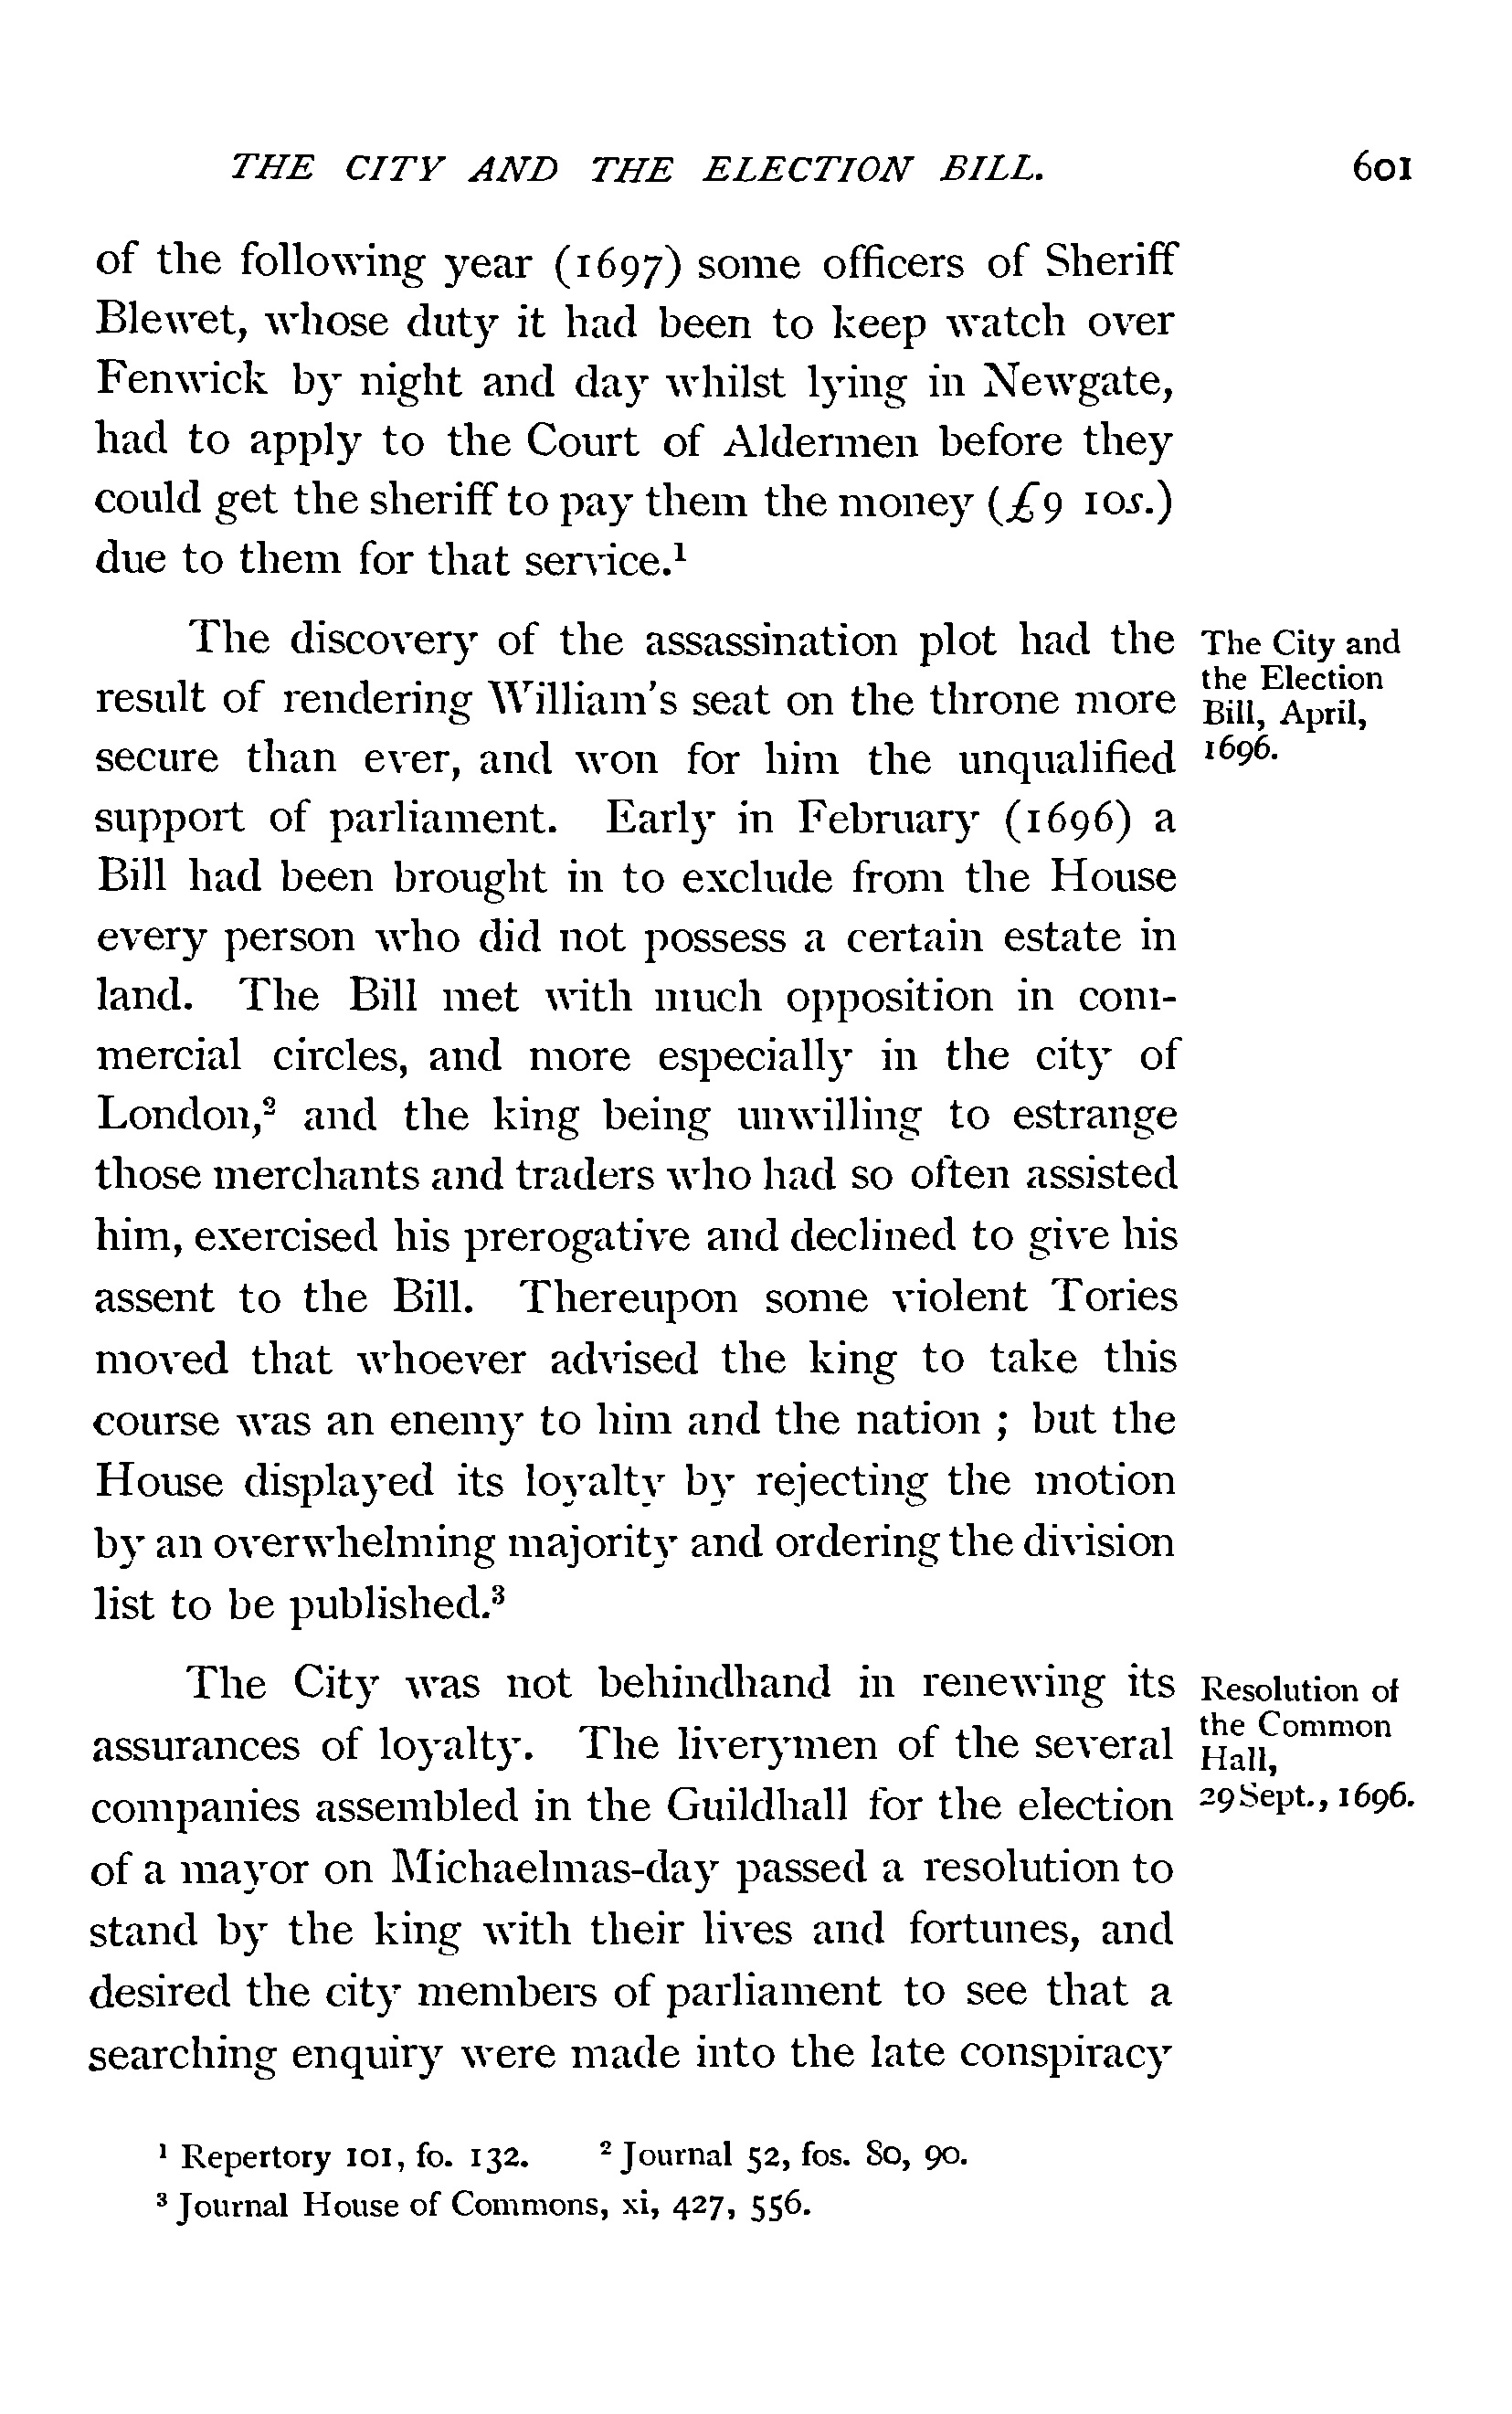 THE CITY AND THE ELECTION BILL. 601
of the following year (1697) some officers of Sheriff
Blewet, whose duty it had been to keep watch over
Fenwick by night and day whilst lying in Newgate,
had to apply to the Court of Aldermen before they
could get the sheriff to pay them the money (£9 10s.)
due to them for that service.¹
The discovery of the assassination plot had the
result of rendering William's seat on the throne more
secure than ever, and won for him the unqualified
support of parliament. Early in February (1696) a
Bill had been brought in to exclude from the House
every person who did not possess a certain estate in
land. The Bill met with much opposition in com-
mercial circles, and more especially in the city of
London,² and the king being unwilling to estrange
those merchants and traders who had so often assisted
him, exercised his prerogative and declined to give his
assent to the Bill. Thereupon some violent Tories
moved that whoever advised the king to take this
course was an enemy to him and the nation ; but the
House displayed its loyalty by rejecting the motion
by an overwhelming majority and ordering the division
list to be published.³
The City and
the Election
Bill, April,
1696.
The City was not behindhand in renewing its
assurances of loyalty. The liverymen of the several
companies assembled in the Guildhall for the election
of a mayor on Michaelmas-day passed a resolution to
stand by the king with their lives and fortunes, and
desired the city members of parliament to see that a
searching enquiry were made into the late conspiracy
Resolution of
the Common
Hall,
29 Sept., 1696.
¹ Repertory 101, fo. 132. ² Journal 52, fos. 80, 90.
³ Journal House of Commons, xi, 427, 556.